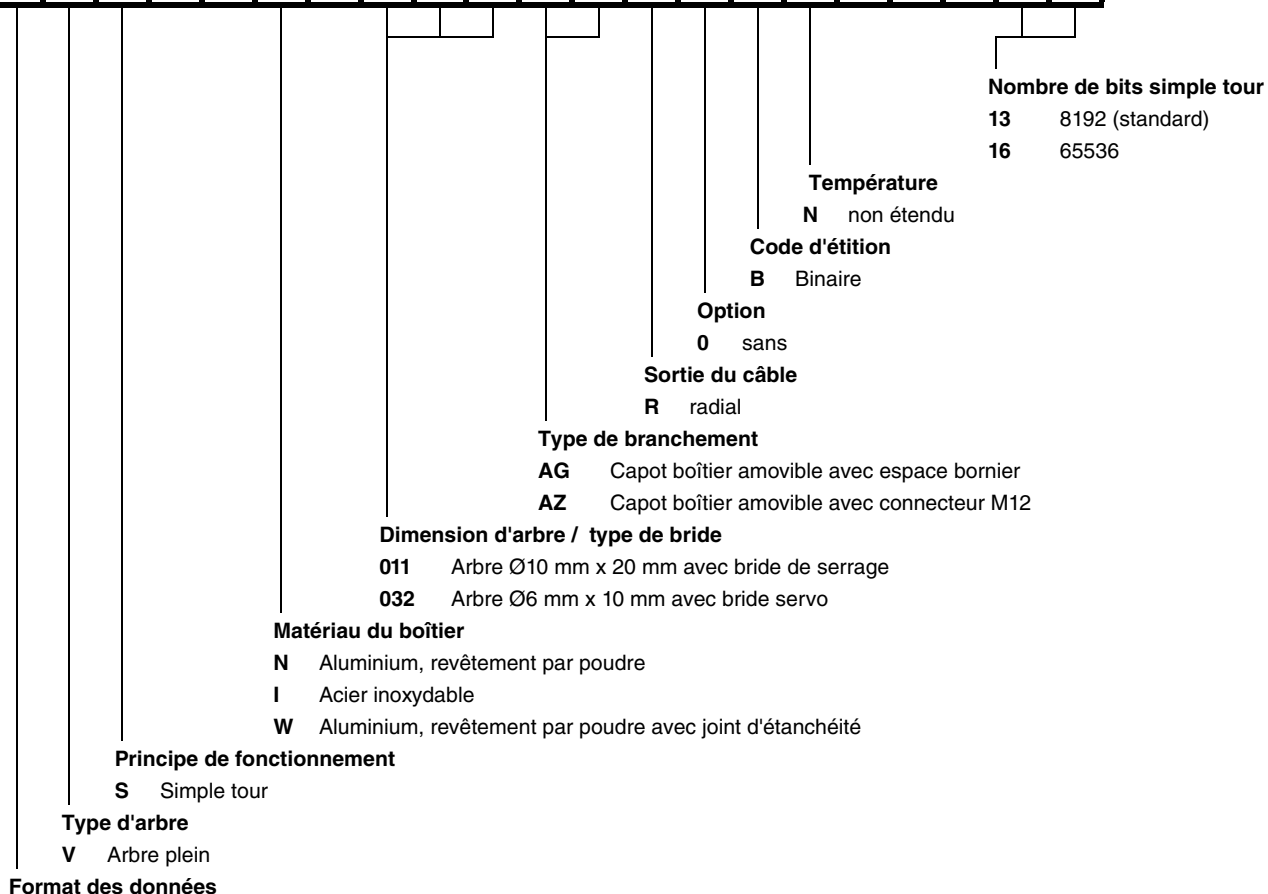 Nombre de bits simple tour
13 8192 (standard)
16 65536
Température
N non étendu
Code d'étition
B Binaire
Option
0 sans
Sortie du câble
R radial
Type de branchement
AG Capot boîtier amovible avec espace bornier
AZ Capot boîtier amovible avec connecteur M12
Dimension d'arbre / type de bride
011 Arbre Ø10 mm x 20 mm avec bride de serrage
032 Arbre Ø6 mm x 10 mm avec bride servo
Matériau du boîtier
N Aluminium, revêtement par poudre
I Acier inoxydable
W Aluminium, revêtement par poudre avec joint d'étanchéité
Principe de fonctionnement
S Simple tour
Type d'arbre
V Arbre plein
Format des données